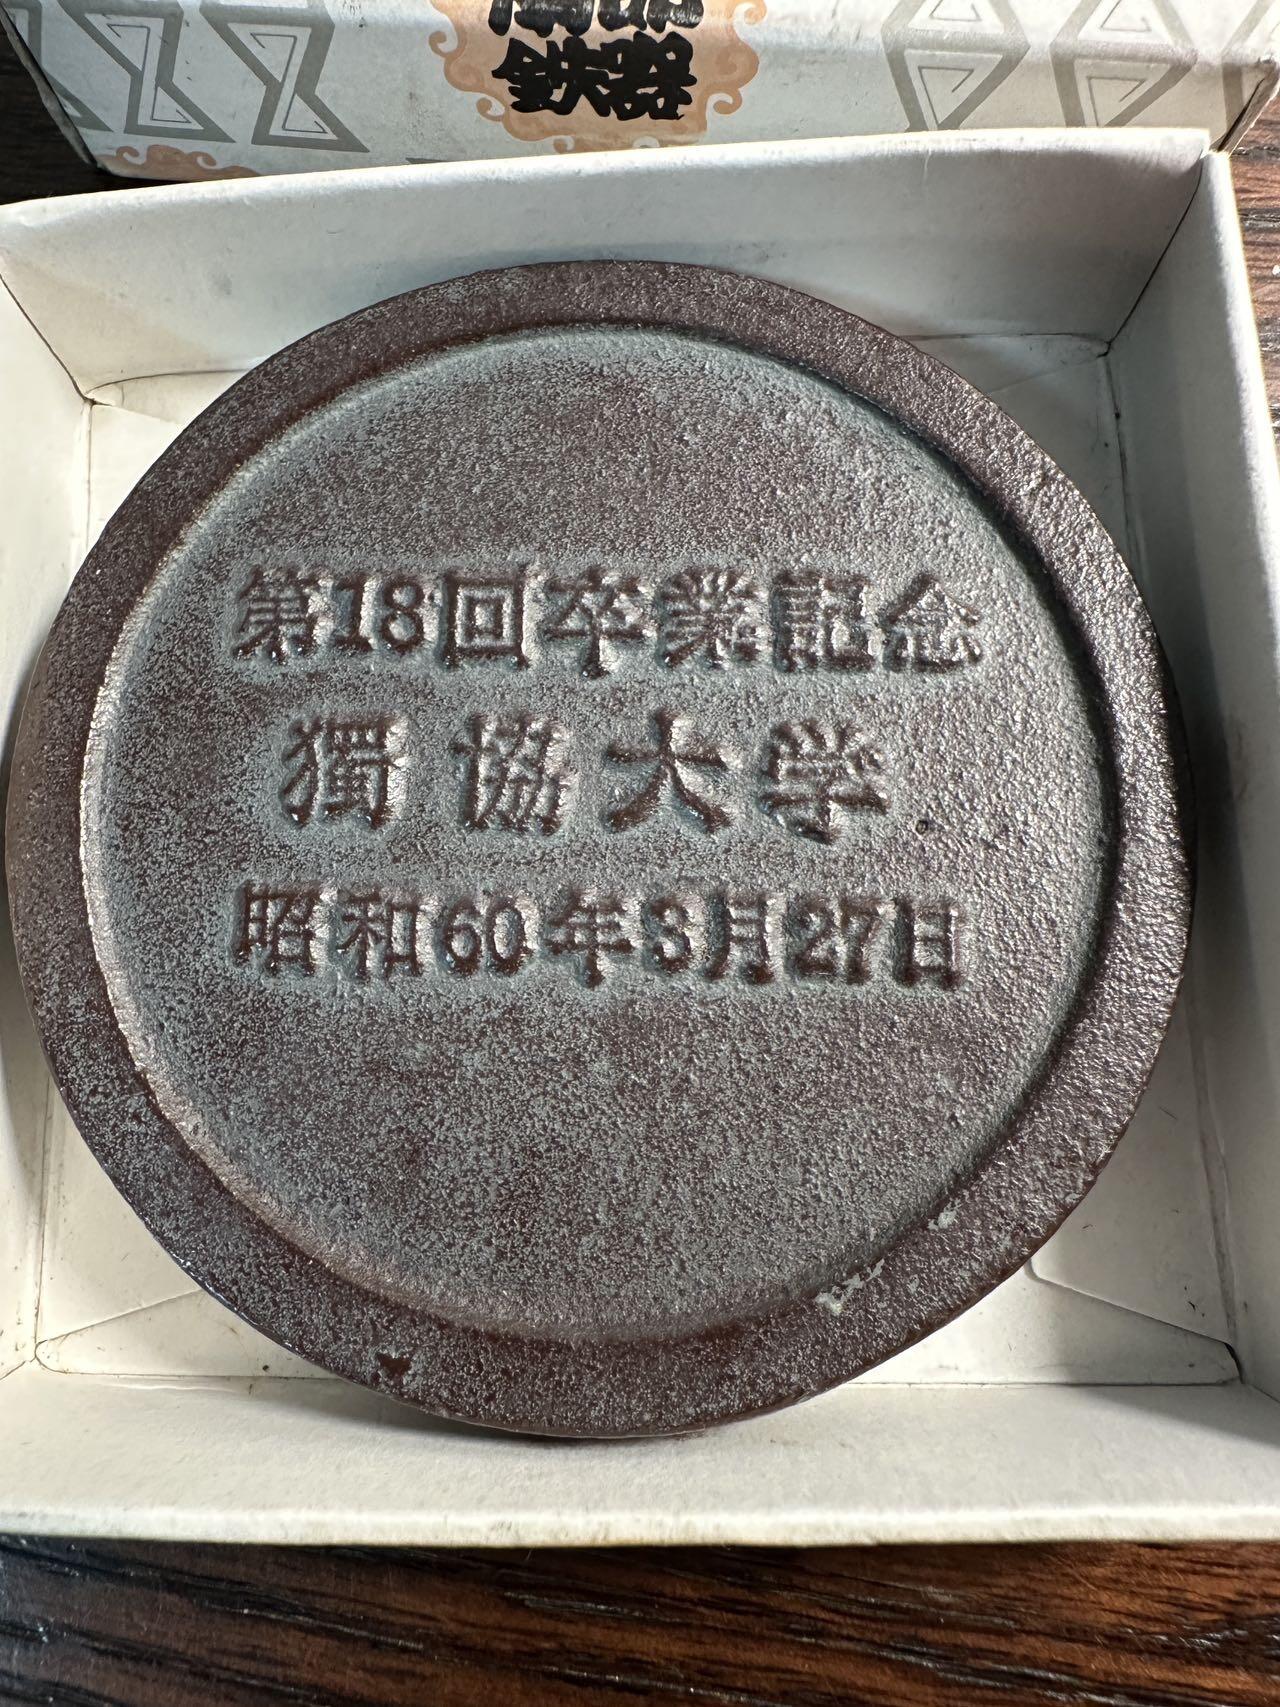 鉄器
第18回卒業記念
獨協大学
昭和60年3月27日